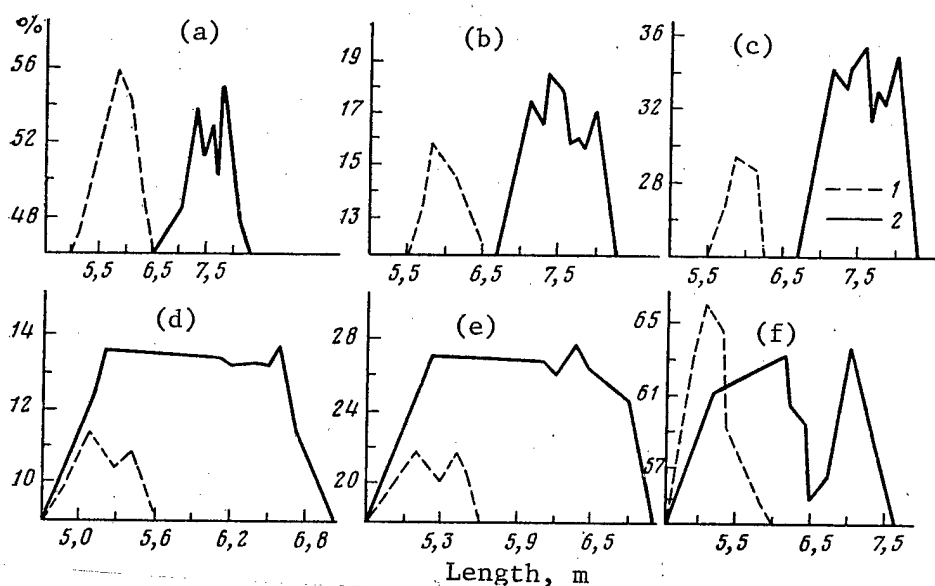 % (a) (b) (c)
56 52 48
19 17 15 13
36 32 28
1
2
5,5 6,5 7,5
5,5 6,5 7,5
5,5 6,5 7,5
(d) (e) (f)
14 12 10
28 24 20
65 61 57
5,0 5,6 6,2 6,8
5,3 5,9 6,5
5,5 6,5 7,5
Length, m